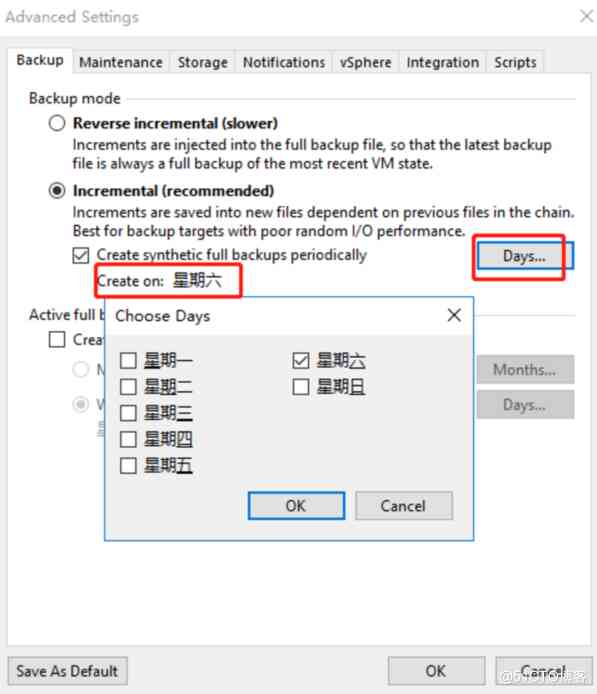 Advanced Settings
Backup Maintenance Storage Notifications vSphere Integration Scripts
Backup mode
Reverse incremental (slower)
Increments are injected into the full backup file, so that the latest backup
file is always a full backup of the most recent VM state.
Incremental (recommended)
Increments are saved into new files dependent on previous files in the chain.
Best for backup targets with poor random I/O performance.
Create synthetic full backups periodically
Days...
Create on: 星期六
Active full b
Crea
Months...
Days...
Choose Days
星期一
星期二
星期三
星期四
星期五
星期六
星期日
OK Cancel
Save As Default OK Cancel
@51CTO博客